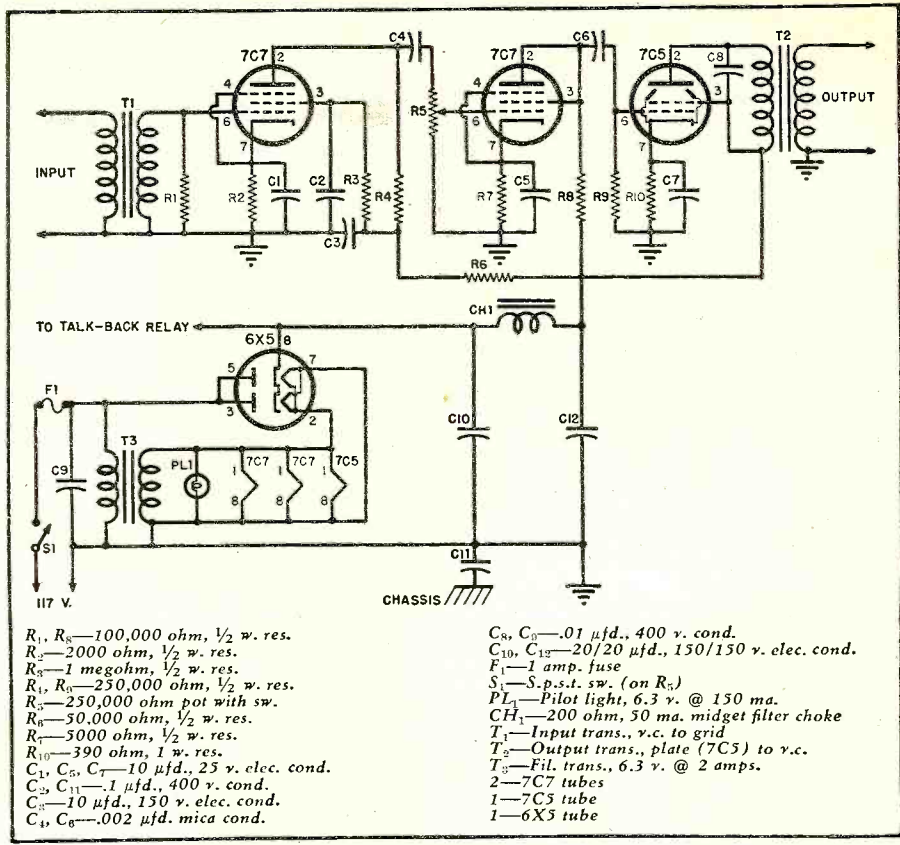 C4
C6
T2
7C7
2
7C7
2
7C5
2
C8
4
3
4
3
3
T1
R5
OUTPUT
6
6
6
7
7
7
INPUT
C1
C2
R3
C5
C7
R1
R2
R4
R7
R8
R9
R10
C3
R6
TO TALK-BACK RELAY
CH1
6X5
8
7
5
F1
3
2
C10
C12
T3
7C7
7C7
7C5
PL1
C9
1
1
1
8
8
8
S1
C11
117 V.
CHASSIS
R₁, R₈—100,000 ohm, ½ w. res.
R₂—2000 ohm, ½ w. res.
R₃—1 megohm, ½ w. res.
R₄, R₉—250,000 ohm, ½ w. res.
R₅—250,000 ohm pot with sw.
R₆—50,000 ohm, ½ w. res.
R₇—5000 ohm, ½ w. res.
R₁₀—390 ohm, 1 w. res.
C₁, C₅, C₇—10 μfd., 25 v. elec. cond.
C₂, C₁₁—.1 μfd., 400 v. cond.
C₃—10 μfd., 150 v. elec. cond.
C₄, C₆—.002 μfd. mica cond.
C₈, C₉—.01 μfd., 400 v. cond.
C₁₀, C₁₂—20/20 μfd., 150/150 v. elec. cond.
F₁—1 amp. fuse
S₁—S.p.s.t. sw. (on R₅)
PL₁—Pilot light, 6.3 v. @ 150 ma.
CH₁—200 ohm, 50 ma. midget filter choke
T₁—Input trans., v.c. to grid
T₂—Output trans., plate (7C5) to v.c.
T₃—Fil. trans., 6.3 v. @ 2 amps.
2—7C7 tubes
1—7C5 tube
1—6X5 tube